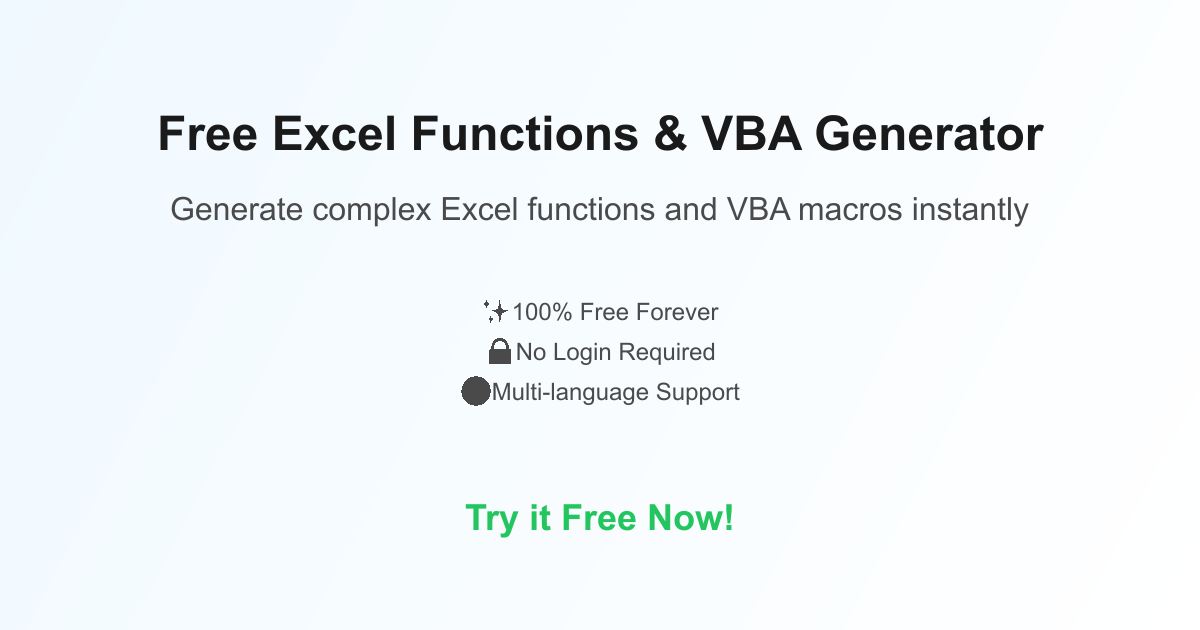 Free Excel Functions & VBA Generator
Generate complex Excel functions and VBA macros instantly
✨100% Free Forever
🔒No Login Required
Multi-language Support
Try it Free Now!